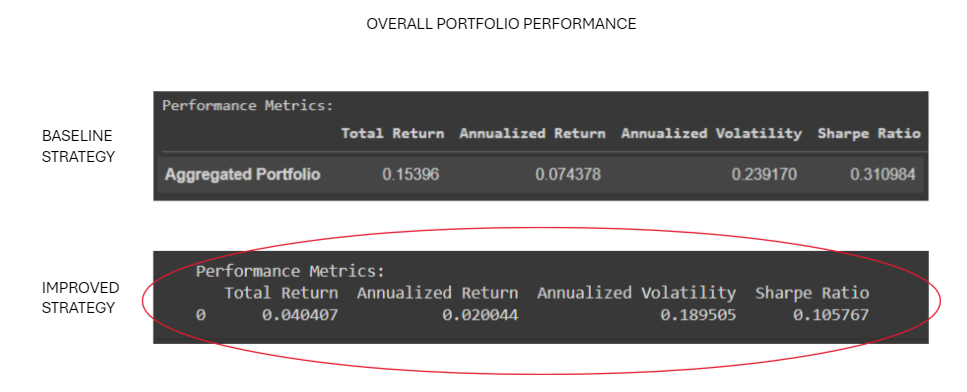 OVERALL PORTFOLIO PERFORMANCE
BASELINE
STRATEGY
Performance Metrics:
Total Return Annualized Return Annualized Volatility Sharpe Ratio
Aggregated Portfolio 0.15396 0.074378 0.239170 0.310984
IMPROVED
STRATEGY
Performance Metrics:
Total Return Annualized Return Annualized Volatility Sharpe Ratio
0 0.040407 0.020044 0.189505 0.105767